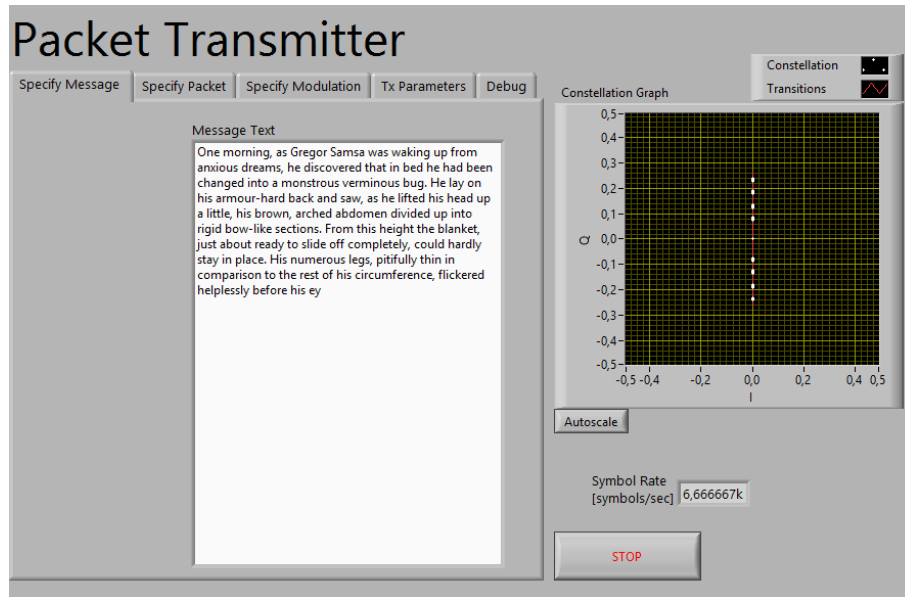 Packet Transmitter
Specify Message
Specify Packet
Specify Modulation
Tx Parameters
Debug
Message Text
One morning, as Gregor Samsa was waking up from
anxious dreams, he discovered that in bed he had been
changed into a monstrous verminous bug. He lay on
his armour-hard back and saw, as he lifted his head up
a little, his brown, arched abdomen divided up into
rigid bow-like sections. From this height the blanket,
just about ready to slide off completely, could hardly
stay in place. His numerous legs, pitifully thin in
comparison to the rest of his circumference, flickered
helplessly before his ey
Constellation
Transitions
Constellation Graph
0,5
0,4
0,3
0,2
0,1
0,0
-0,1
-0,2
-0,3
-0,4
-0,5
Q
-0,5 -0,4 -0,2 0,0 0,2 0,4 0,5
I
Autoscale
Symbol Rate
[symbols/sec] 6,666667k
STOP